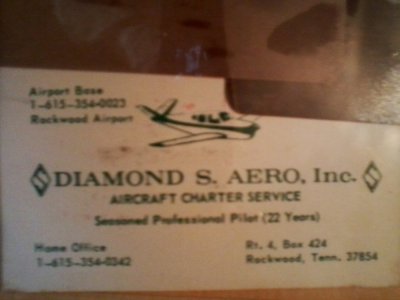 Airport Base
1-615-354-0023
Rockwood Airport
DIAMOND S. AERO, Inc.
AIRCRAFT CHARTER SERVICE
Seasoned Professional Pilot (22 Years)
Home Office
1-615-354-0342
Rt. 4, Box 424
Rockwood, Tenn. 37854